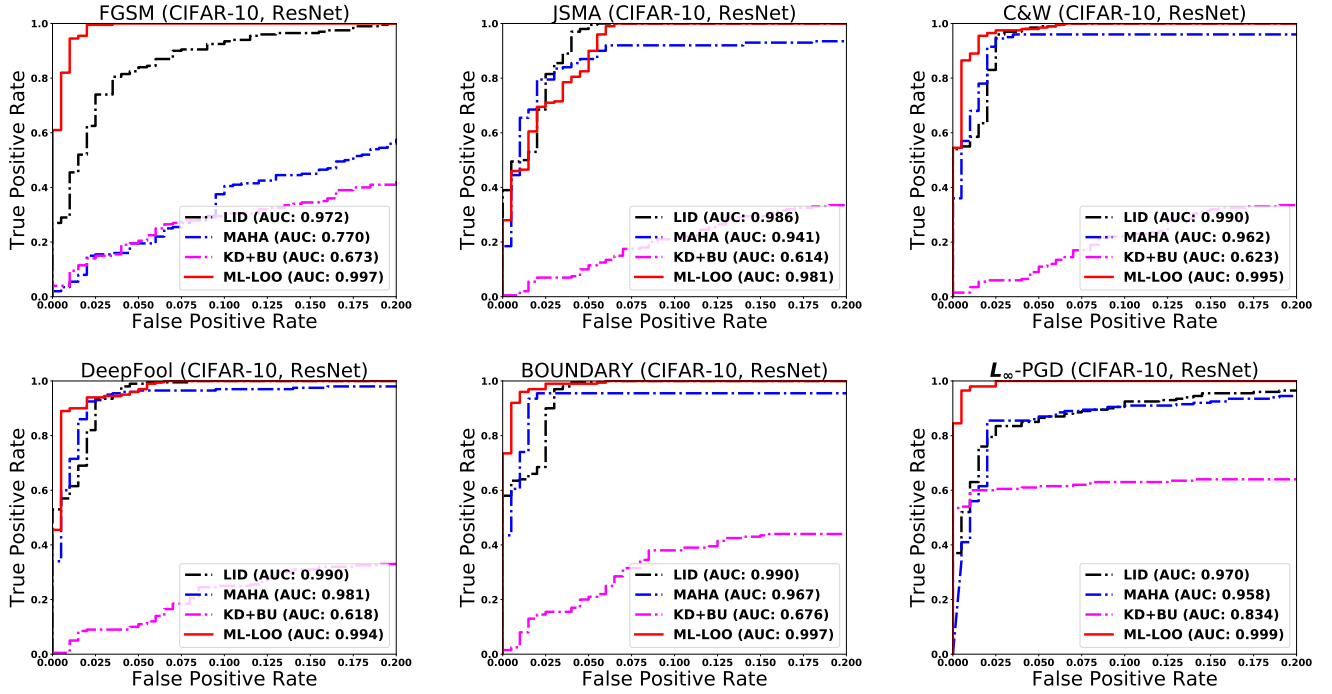 FGSM (CIFAR-10, ResNet)
True Positive Rate
1.0
0.8
0.6
0.4
0.2
0.0
LID (AUC: 0.972)
MAHA (AUC: 0.770)
KD+BU (AUC: 0.673)
ML-LOO (AUC: 0.997)
0.000 0.025 0.050 0.075 0.100 0.125 0.150 0.175 0.200
False Positive Rate
JSMA (CIFAR-10, ResNet)
True Positive Rate
1.0
0.8
0.6
0.4
0.2
0.0
LID (AUC: 0.986)
MAHA (AUC: 0.941)
KD+BU (AUC: 0.614)
ML-LOO (AUC: 0.981)
0.000 0.025 0.050 0.075 0.100 0.125 0.150 0.175 0.200
False Positive Rate
C&W (CIFAR-10, ResNet)
True Positive Rate
1.0
0.8
0.6
0.4
0.2
0.0
LID (AUC: 0.990)
MAHA (AUC: 0.962)
KD+BU (AUC: 0.623)
ML-LOO (AUC: 0.995)
0.000 0.025 0.050 0.075 0.100 0.125 0.150 0.175 0.200
False Positive Rate
DeepFool (CIFAR-10, ResNet)
True Positive Rate
1.0
0.8
0.6
0.4
0.2
0.0
LID (AUC: 0.990)
MAHA (AUC: 0.981)
KD+BU (AUC: 0.618)
ML-LOO (AUC: 0.994)
0.000 0.025 0.050 0.075 0.100 0.125 0.150 0.175 0.200
False Positive Rate
BOUNDARY (CIFAR-10, ResNet)
True Positive Rate
1.0
0.8
0.6
0.4
0.2
0.0
LID (AUC: 0.990)
MAHA (AUC: 0.967)
KD+BU (AUC: 0.676)
ML-LOO (AUC: 0.997)
0.000 0.025 0.050 0.075 0.100 0.125 0.150 0.175 0.200
False Positive Rate
L∞-PGD (CIFAR-10, ResNet)
True Positive Rate
1.0
0.8
0.6
0.4
0.2
0.0
LID (AUC: 0.970)
MAHA (AUC: 0.958)
KD+BU (AUC: 0.834)
ML-LOO (AUC: 0.999)
0.000 0.025 0.050 0.075 0.100 0.125 0.150 0.175 0.200
False Positive Rate